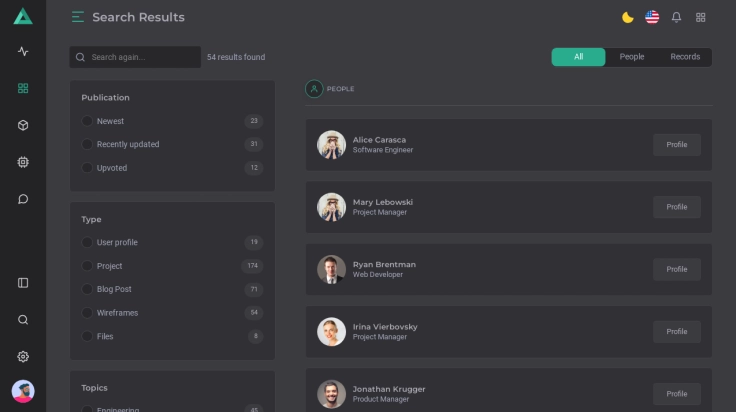 Search Results
Search again...
54 results found
All
People
Records
Publication
Newest 23
Recently updated 31
Upvoted 12
Type
User profile 19
Project 174
Blog Post 71
Wireframes 54
Files 8
Topics
Engineering 45
PEOPLE
Alice Carasca
Software Engineer
Profile
Mary Lebowski
Project Manager
Profile
Ryan Brentman
Web Developer
Profile
Irina Vierbovsky
Project Manager
Profile
Jonathan Krugger
Product Manager
Profile